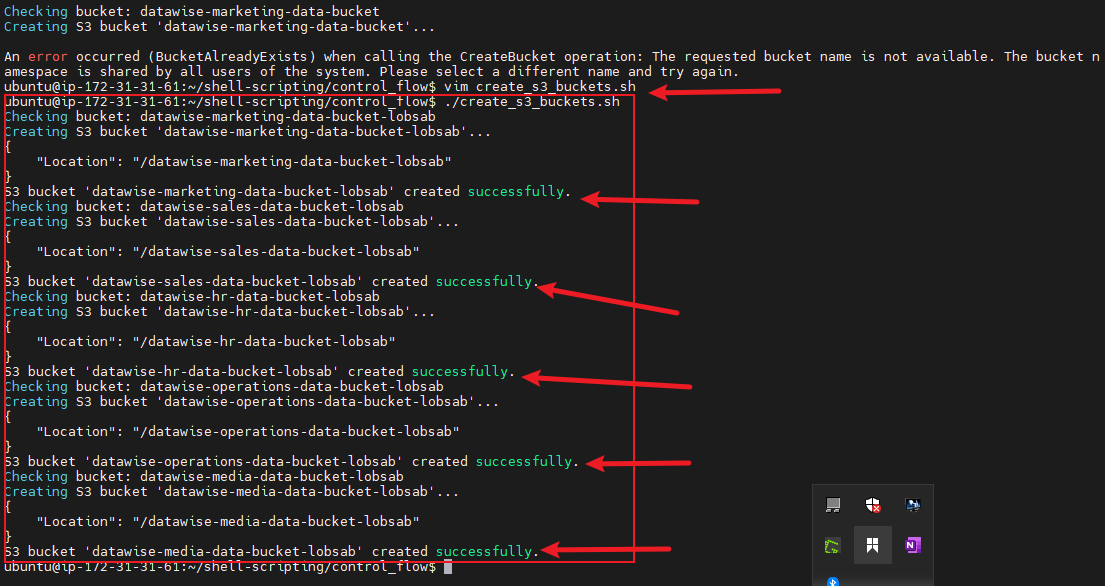 Checking bucket: datawise-marketing-data-bucket
Creating S3 bucket 'datawise-marketing-data-bucket'...
An error occurred (BucketAlreadyExists) when calling the CreateBucket operation: The requested bucket name is not available. The bucket n
amespace is shared by all users of the system. Please select a different name and try again.
ubuntu@ip-172-31-31-61:~/shell-scripting/control_flow$ vim create_s3_buckets.sh
ubuntu@ip-172-31-31-61:~/shell-scripting/control_flow$ ./create_s3_buckets.sh
Checking bucket: datawise-marketing-data-bucket-lobsab
Creating S3 bucket 'datawise-marketing-data-bucket-lobsab'...
{
    "Location": "/datawise-marketing-data-bucket-lobsab"
}
S3 bucket 'datawise-marketing-data-bucket-lobsab' created successfully.
Checking bucket: datawise-sales-data-bucket-lobsab
Creating S3 bucket 'datawise-sales-data-bucket-lobsab'...
{
    "Location": "/datawise-sales-data-bucket-lobsab"
}
S3 bucket 'datawise-sales-data-bucket-lobsab' created successfully.
Checking bucket: datawise-hr-data-bucket-lobsab
Creating S3 bucket 'datawise-hr-data-bucket-lobsab'...
{
    "Location": "/datawise-hr-data-bucket-lobsab"
}
S3 bucket 'datawise-hr-data-bucket-lobsab' created successfully.
Checking bucket: datawise-operations-data-bucket-lobsab
Creating S3 bucket 'datawise-operations-data-bucket-lobsab'...
{
    "Location": "/datawise-operations-data-bucket-lobsab"
}
S3 bucket 'datawise-operations-data-bucket-lobsab' created successfully.
Checking bucket: datawise-media-data-bucket-lobsab
Creating S3 bucket 'datawise-media-data-bucket-lobsab'...
{
    "Location": "/datawise-media-data-bucket-lobsab"
}
S3 bucket 'datawise-media-data-bucket-lobsab' created successfully.
ubuntu@ip-172-31-31-61:~/shell-scripting/control_flow$
N